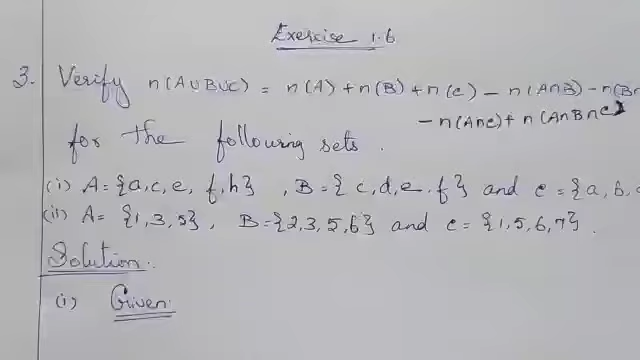 Exercise 1.6
3. Verify n(A∪B∪C) = n(A) + n(B) + n(C) - n(A∩B) - n(B∩
- n(A∩C) + n(A∩B∩C)
for the following sets.
(i) A = {a, c, e, f, h}, B = {c, d, e, f} and C = {a, b, c
(ii) A = {1, 3, 5}, B = {2, 3, 5, 6} and C = {1, 5, 6, 7}.
Solution:
(i) Given: